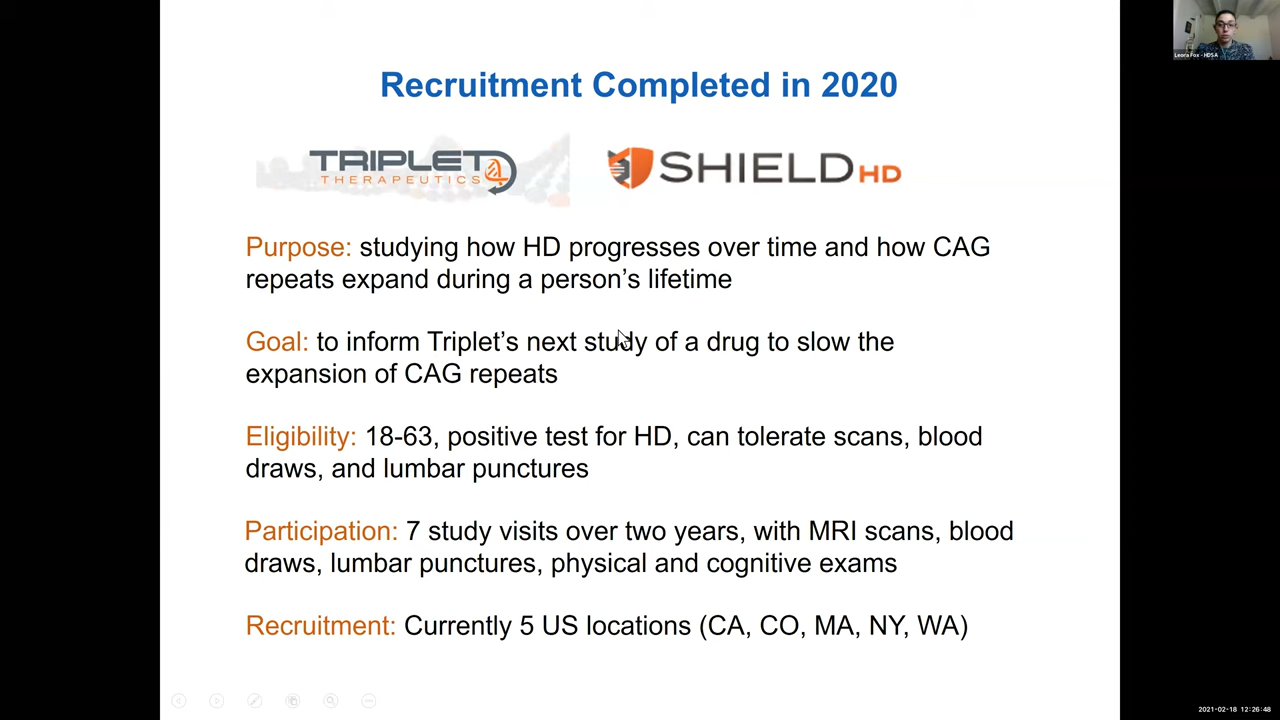 Leora Fox - HDSA
Recruitment Completed in 2020
TRIPLET
THERAPEUTICS
SHIELD HD
Purpose: studying how HD progresses over time and how CAG
repeats expand during a person’s lifetime
Goal: to inform Triplet’s next study of a drug to slow the
expansion of CAG repeats
Eligibility: 18-63, positive test for HD, can tolerate scans, blood
draws, and lumbar punctures
Participation: 7 study visits over two years, with MRI scans, blood
draws, lumbar punctures, physical and cognitive exams
Recruitment: Currently 5 US locations (CA, CO, MA, NY, WA)
2021-02-18 12:26:48